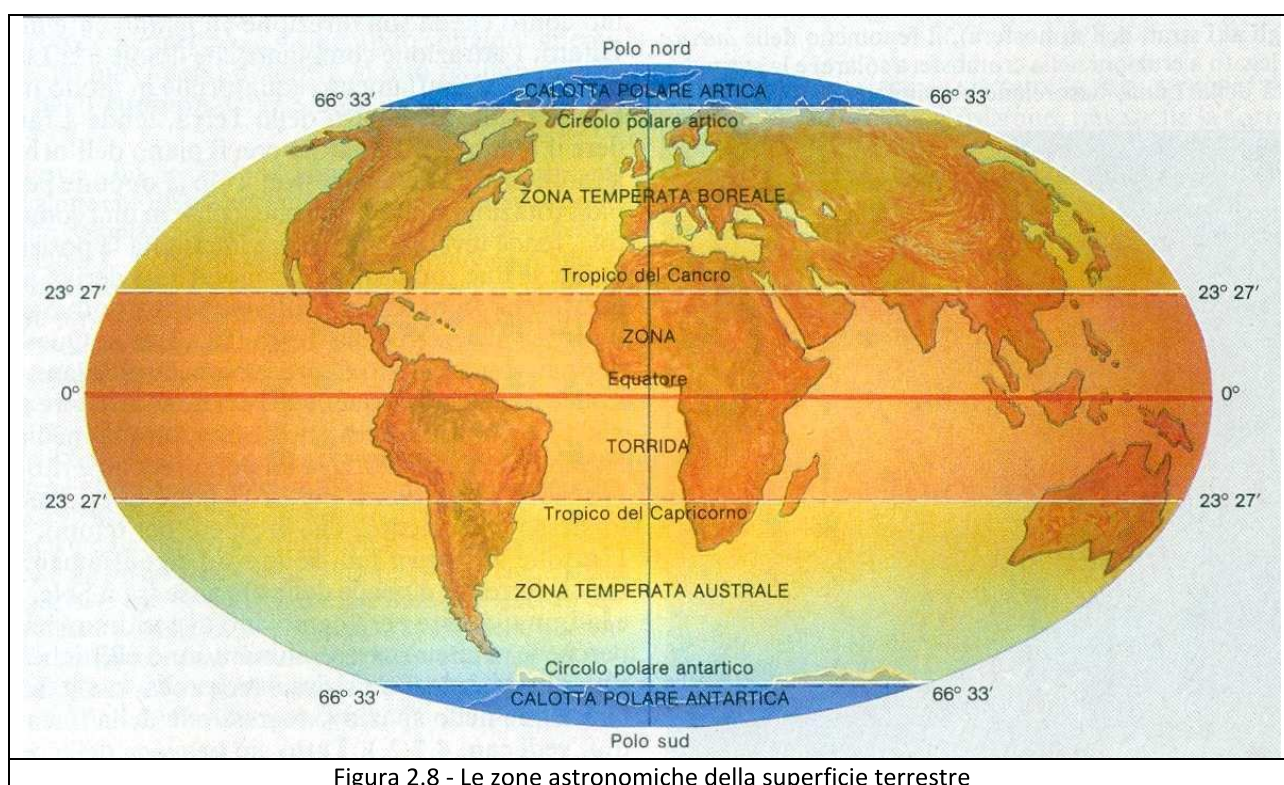 Polo nord
CALOTTA POLARE ARTICA
66° 33′
66° 33′
Circolo polare artico
ZONA TEMPERATA BOREALE
Tropico del Cancro
23° 27′
23° 27′
ZONA
Equatore
0°
0°
TORRIDA
23° 27′
23° 27′
Tropico del Capricorno
ZONA TEMPERATA AUSTRALE
Circolo polare antartico
66° 33′
66° 33′
CALOTTA POLARE ANTARTICA
Polo sud
Figura 2.8 - Le zone astronomiche della superficie terrestre